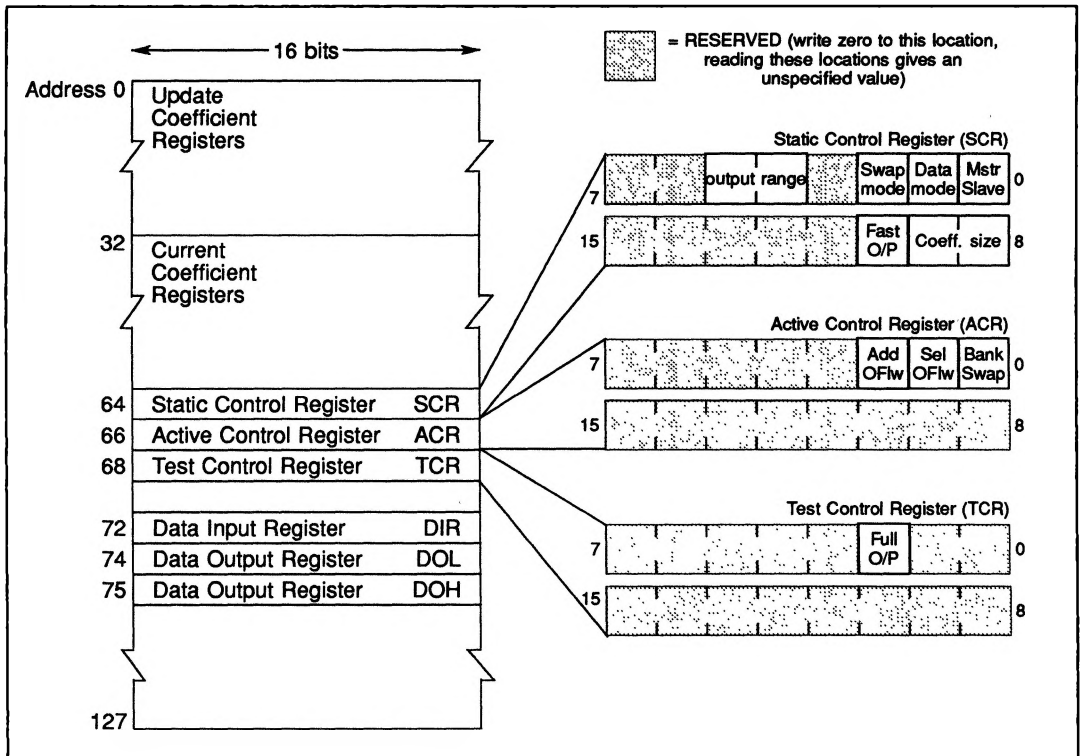 16 bits
= RESERVED (write zero to this location,
reading these locations gives an
unspecified value)
Address 0
Update
Coefficient
Registers
32
Current
Coefficient
Registers
64 Static Control Register SCR
66 Active Control Register ACR
68 Test Control Register TCR
72 Data Input Register DIR
74 Data Output Register DOL
75 Data Output Register DOH
127
Static Control Register (SCR)
7 output range Swap mode Data mode Mstr Slave 0
15 Fast O/P Coeff. size 8
Active Control Register (ACR)
7 Add OFlw Sel OFlw Bank Swap 0
15 8
Test Control Register (TCR)
7 Full O/P 0
15 8